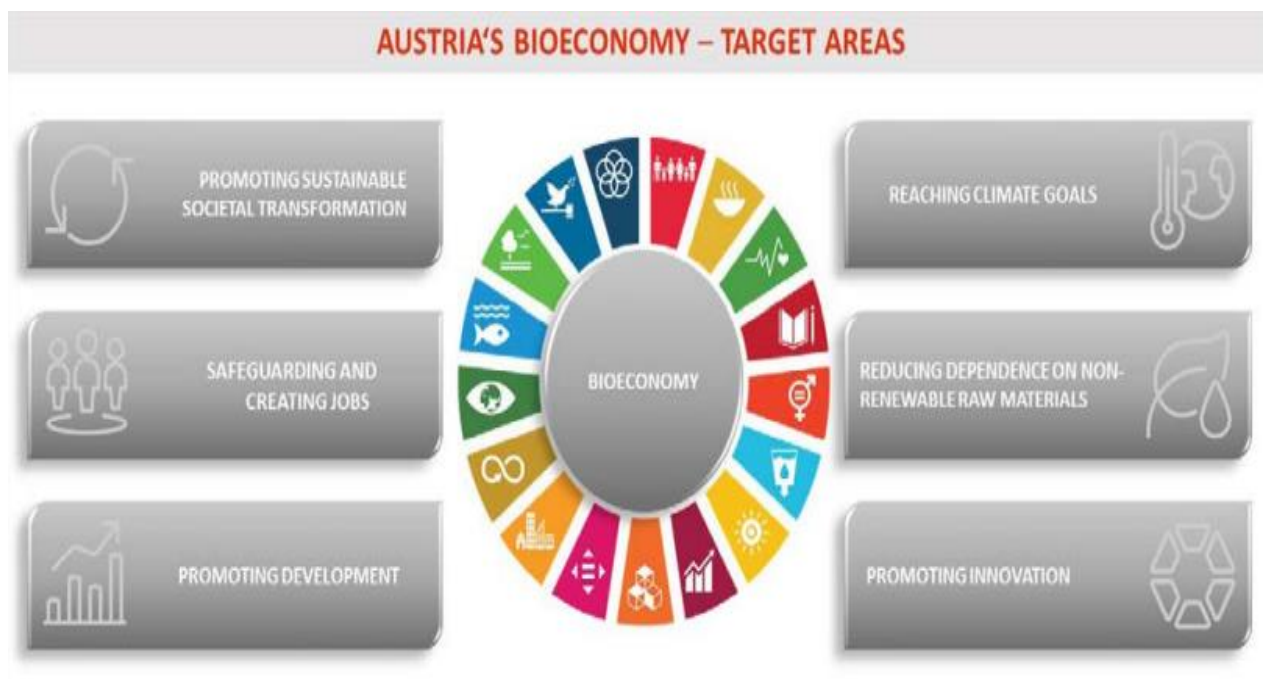 AUSTRIA‘S BIOECONOMY – TARGET AREAS
PROMOTING SUSTAINABLE
SOCIETAL TRANSFORMATION
SAFEGUARDING AND
CREATING JOBS
PROMOTING DEVELOPMENT
BIOECONOMY
REACHING CLIMATE GOALS
REDUCING DEPENDENCE ON NON-
RENEWABLE RAW MATERIALS
PROMOTING INNOVATION